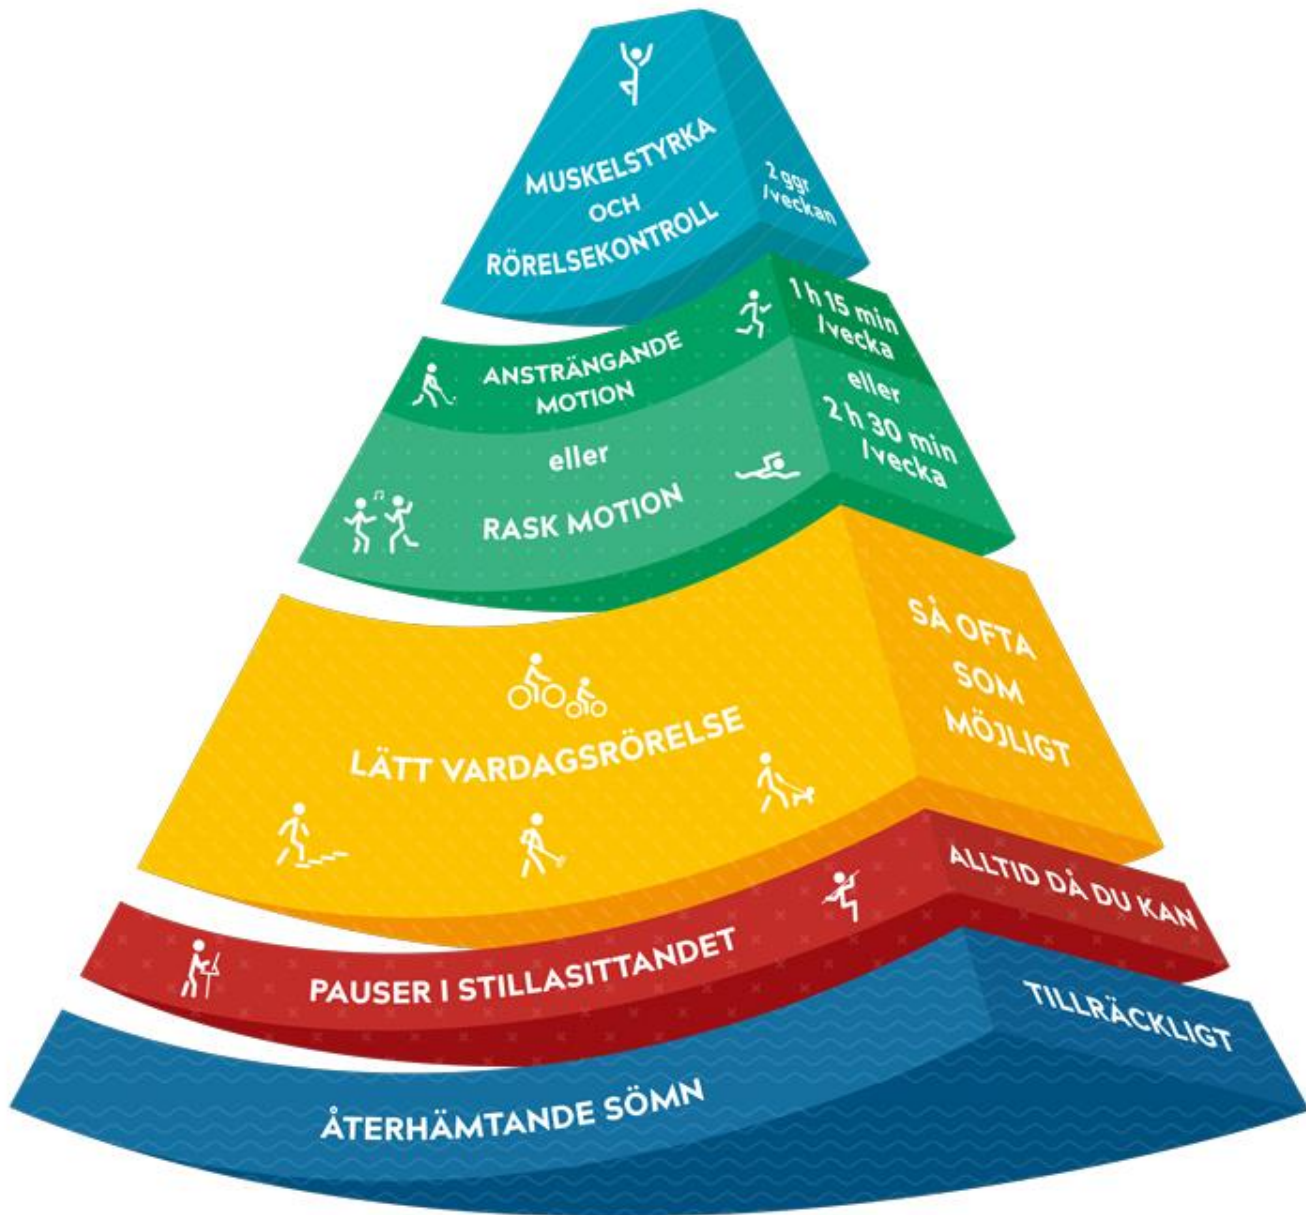 MUSKELSTYRKA
OCH
RÖRELSEKONTROLL
2 ggr
/veckan
ANSTRÄNGANDE
MOTION
1 h 15 min
/vecka
eller
RASK MOTION
eller
2 h 30 min
/vecka
LÄTT VARDAGSRÖRELSE
SÅ OFTA
SOM
MÖJLIGT
PAUSER I STILLASITTANDET
ALLTID DÅ DU KAN
ÅTERHÄMTANDE SÖMN
TILLRÄCKLIGT